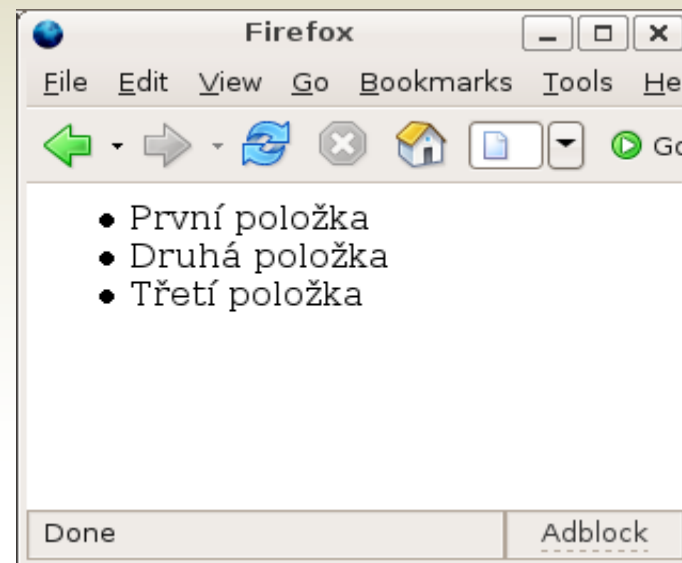 Firefox
File Edit View Go Bookmarks Tools He
Go
První položka
Druhá položka
Třetí položka
Done Adblock